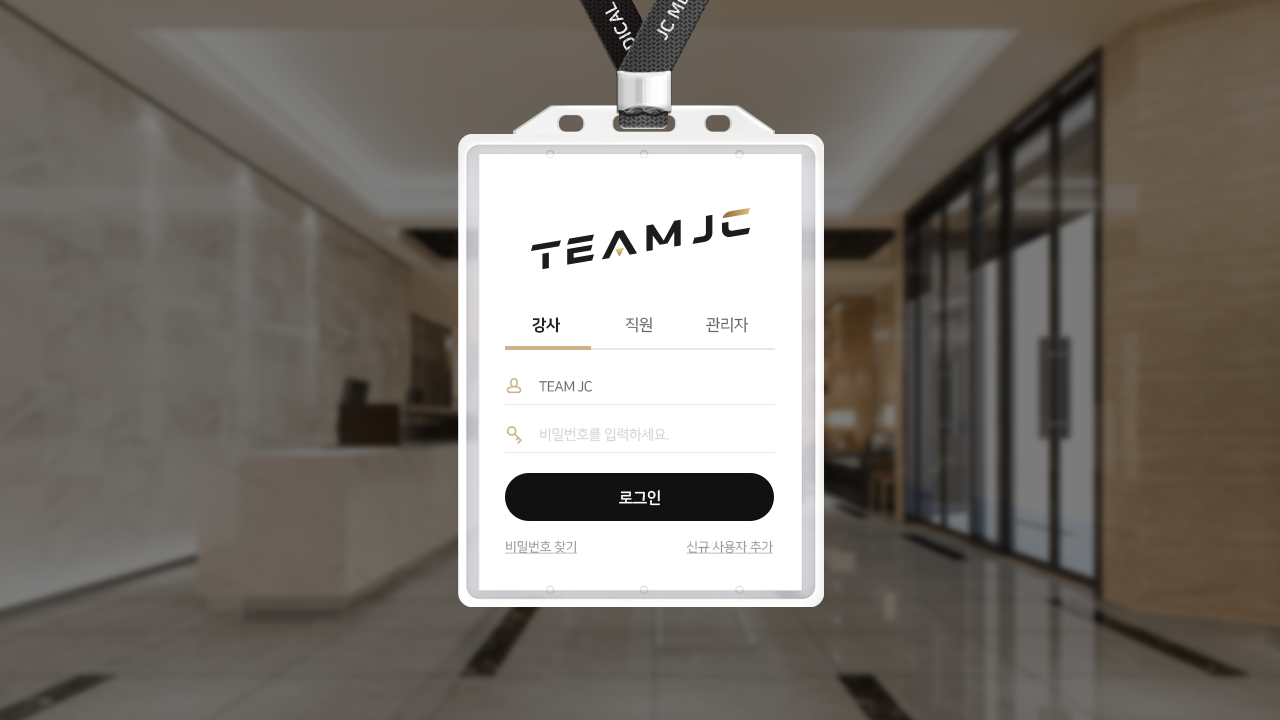 DICAL
JC ME
TEAMJC
강사 직원 관리자
TEAM JC
비밀번호를 입력하세요.
로그인
비밀번호 찾기 신규 사용자 추가